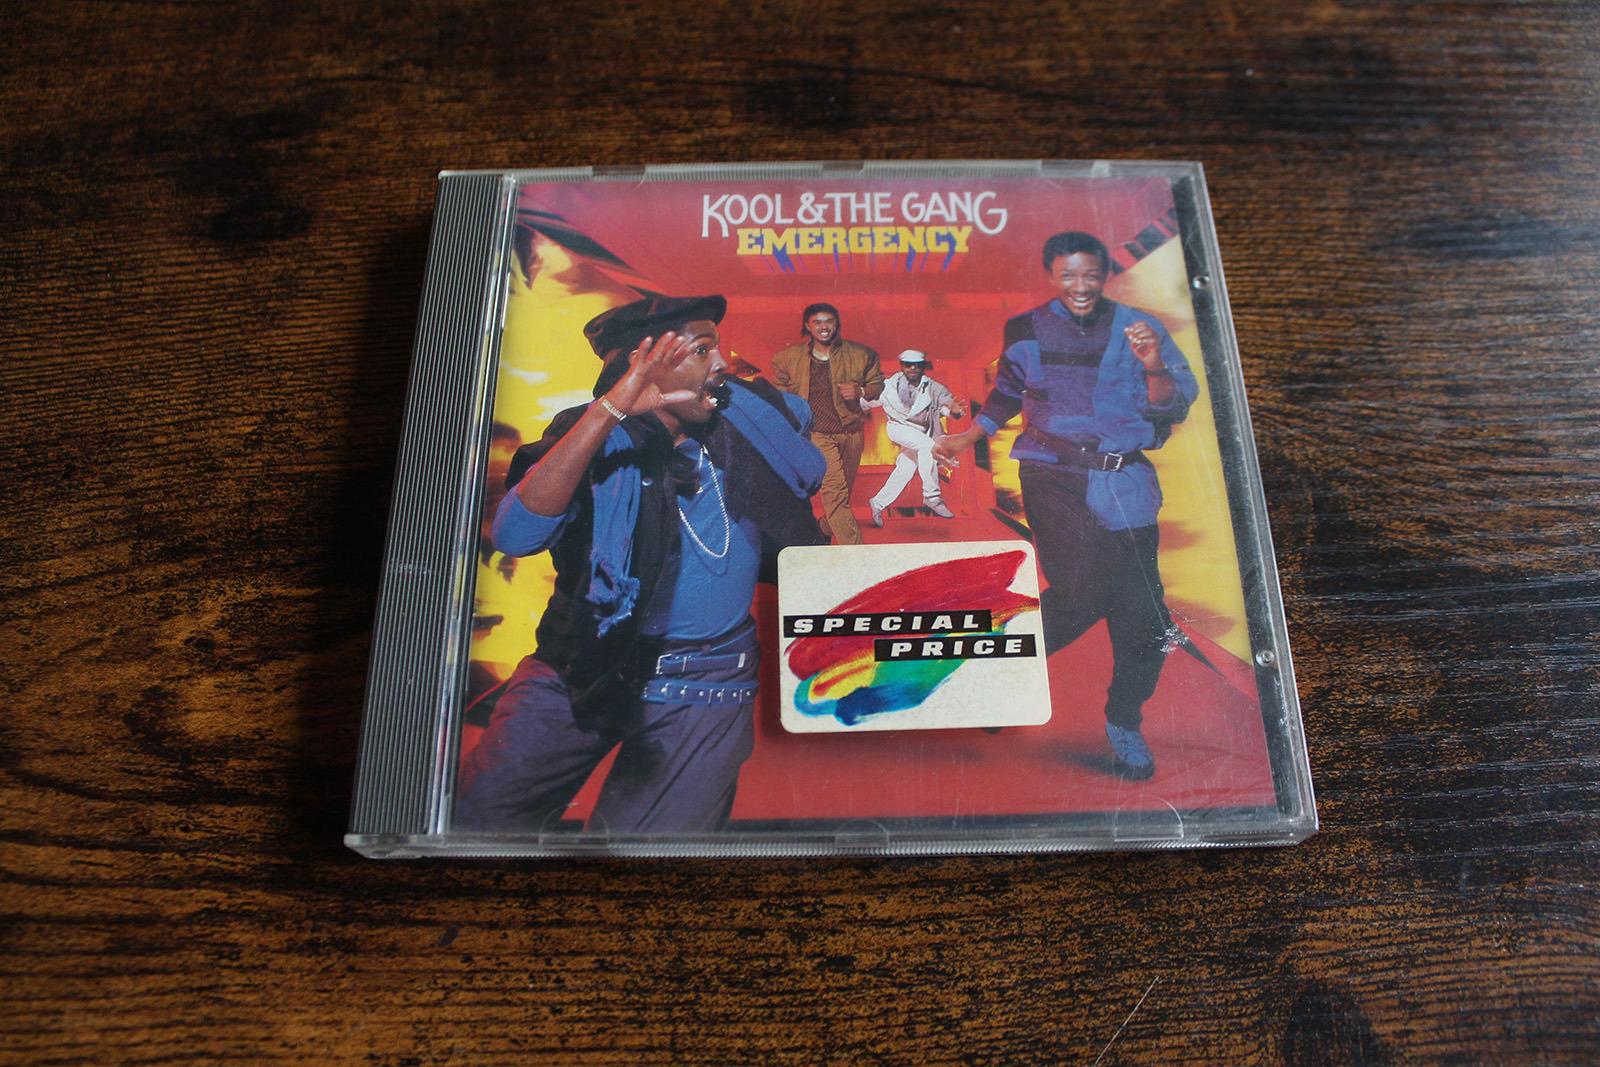 KOOL & THE GANG
EMERGENCY
SPECIAL
PRICE